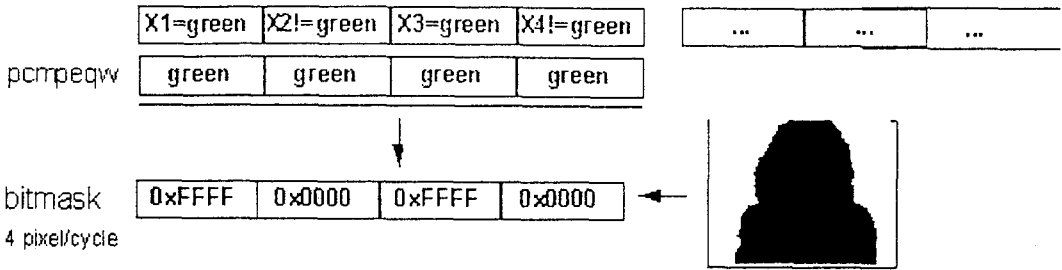 X1=green X2!=green X3=green X4!=green ... ... ...
pcmpeqw green green green green
bitmask 0xFFFF 0x0000 0xFFFF 0x0000
4 pixel/cycle